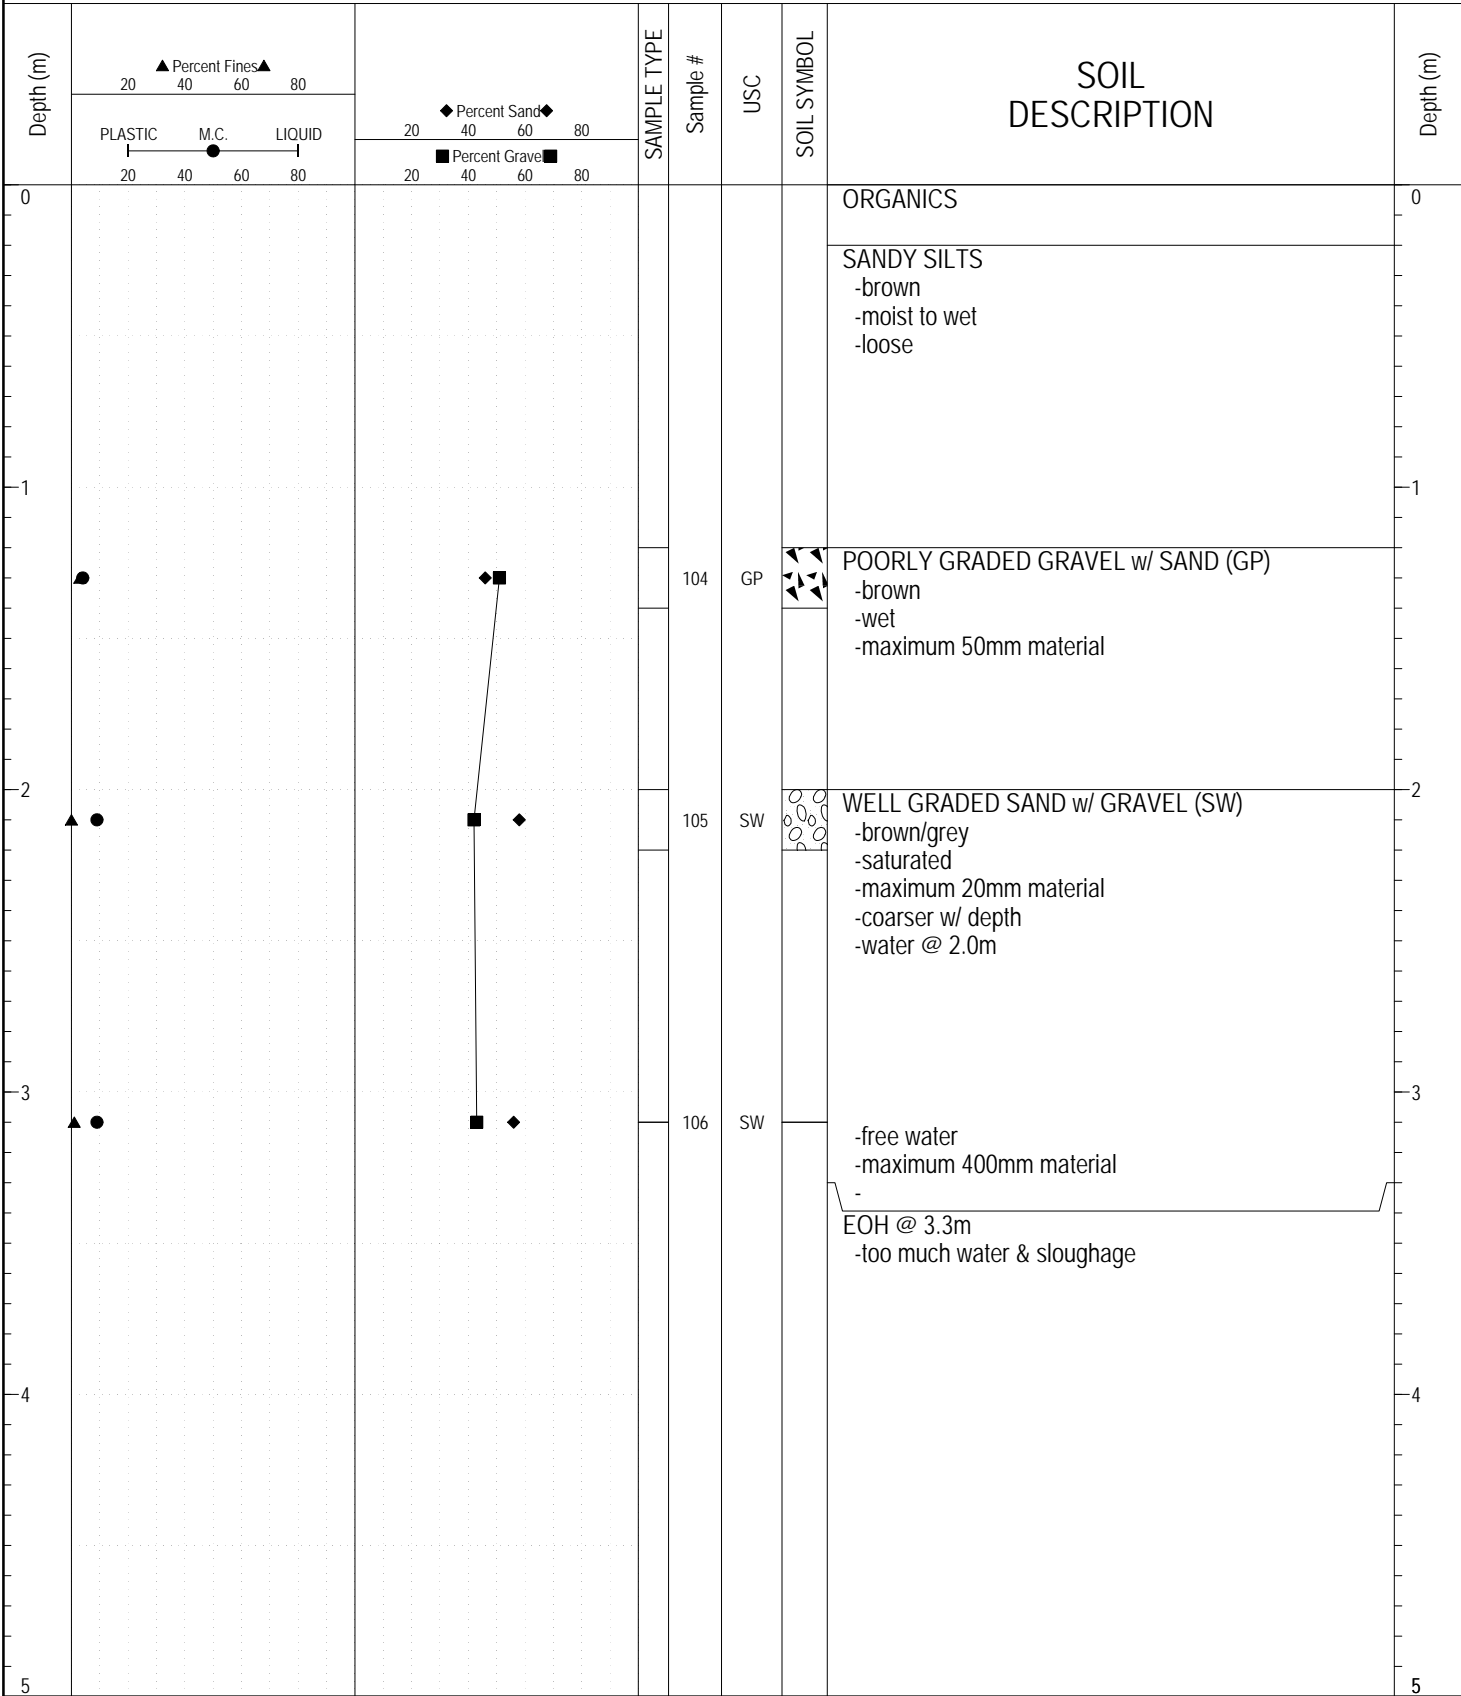 Depth (m)
▲ Percent Fines▲
20 40 60 80
PLASTIC M.C. LIQUID
20 40 60 80
◆ Percent Sand◆
20 40 60 80
■ Percent Gravel■
20 40 60 80
SAMPLE TYPE
Sample #
USC
SOIL SYMBOL
SOIL
DESCRIPTION
Depth (m)
0 ORGANICS 0
SANDY SILTS
-brown
-moist to wet
-loose
1 1
POORLY GRADED GRAVEL w/ SAND (GP)
104 GP
-brown
-wet
-maximum 50mm material
2 2
WELL GRADED SAND w/ GRAVEL (SW)
105 SW
-brown/grey
-saturated
-maximum 20mm material
-coarser w/ depth
-water @ 2.0m
3 3
106 SW
-free water
-maximum 400mm material
-
EOH @ 3.3m
-too much water & sloughage
4 4
5 5